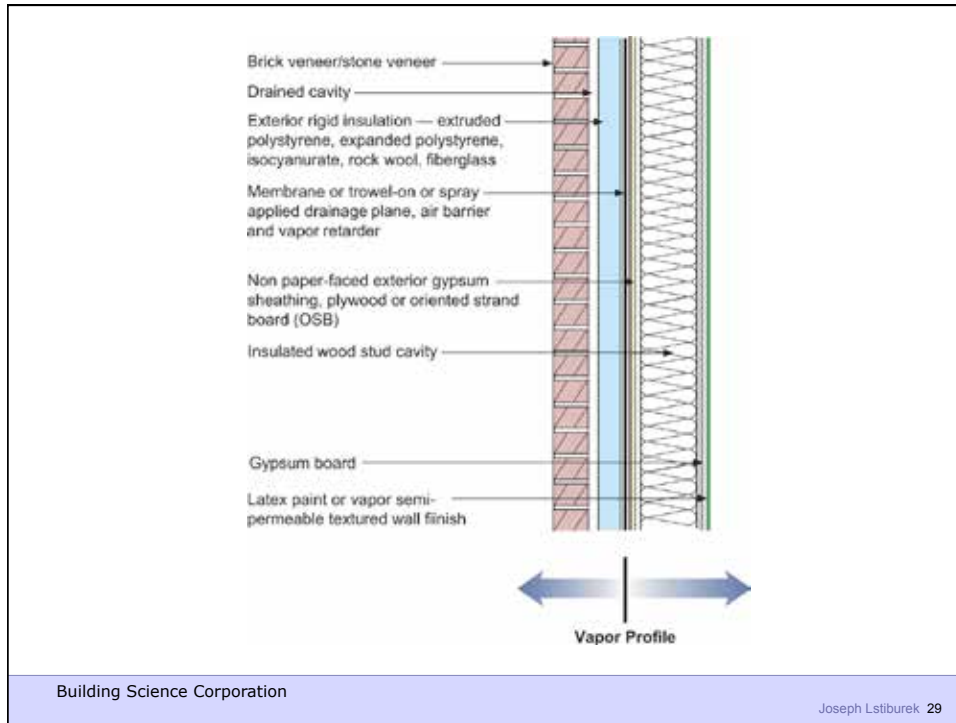 Brick veneer/stone veneer
Drained cavity
Exterior rigid insulation — extruded
polystyrene, expanded polystyrene,
isocyanurate, rock wool, fiberglass
Membrane or trowel-on or spray
applied drainage plane, air barrier
and vapor retarder
Non paper-faced exterior gypsum
sheathing, plywood or oriented strand
board (OSB)
Insulated wood stud cavity
Gypsum board
Latex paint or vapor semi-
permeable textured wall fiinish
Vapor Profile
Building Science Corporation
Joseph Lstiburek 29